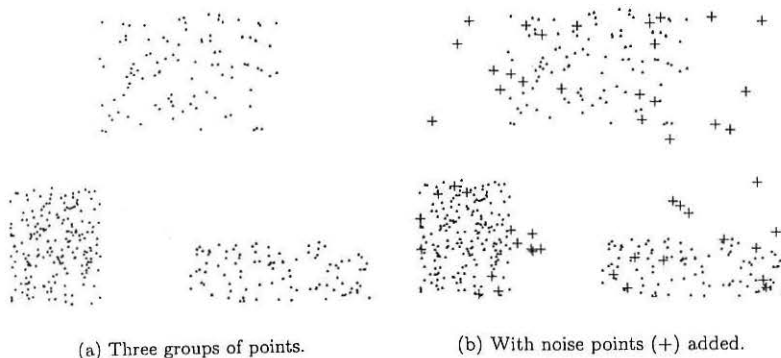 (a) Three groups of points.
(b) With noise points (+) added.